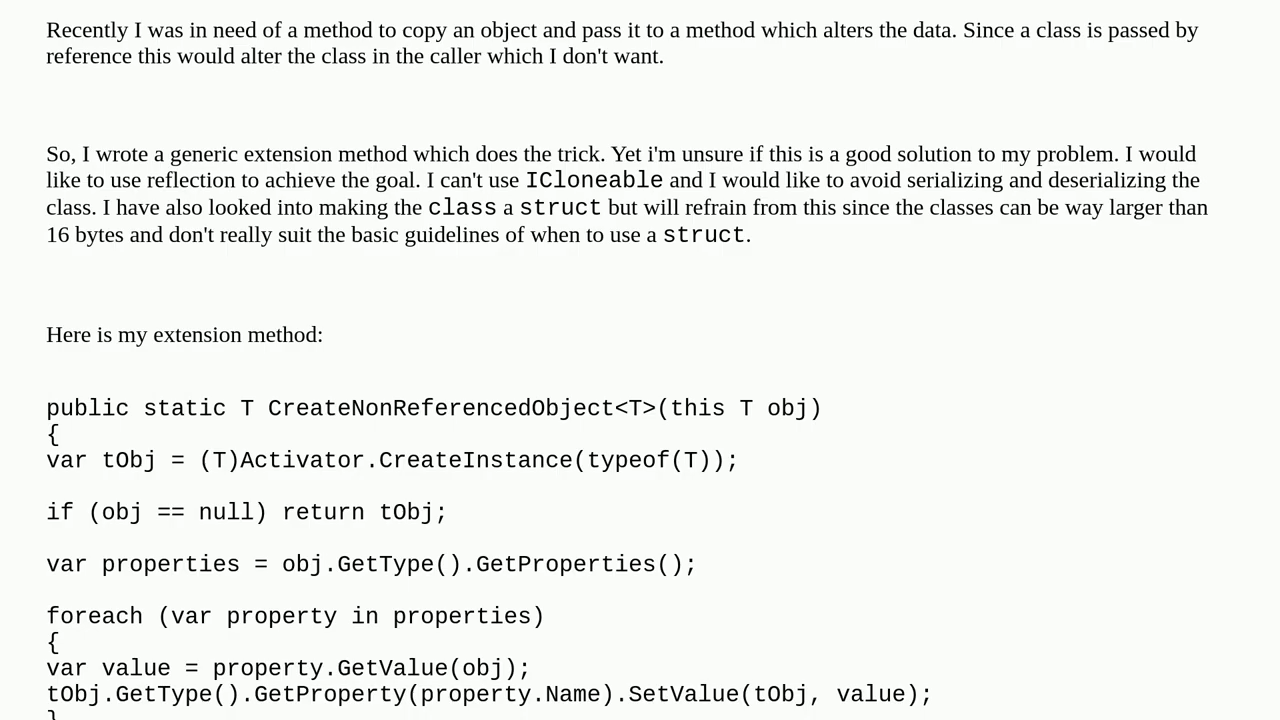 Recently I was in need of a method to copy an object and pass it to a method which alters the data. Since a class is passed by
reference this would alter the class in the caller which I don't want.
So, I wrote a generic extension method which does the trick. Yet i'm unsure if this is a good solution to my problem. I would
like to use reflection to achieve the goal. I can't use ICloneable and I would like to avoid serializing and deserializing the
class. I have also looked into making the class a struct but will refrain from this since the classes can be way larger than
16 bytes and don't really suit the basic guidelines of when to use a struct.
Here is my extension method:
public static T CreateNonReferencedObject<T>(this T obj)
{
var tObj = (T)Activator.CreateInstance(typeof(T));
if (obj == null) return tObj;
var properties = obj.GetType().GetProperties();
foreach (var property in properties)
{
var value = property.GetValue(obj);
tObj.GetType().GetProperty(property.Name).SetValue(tObj, value);
}